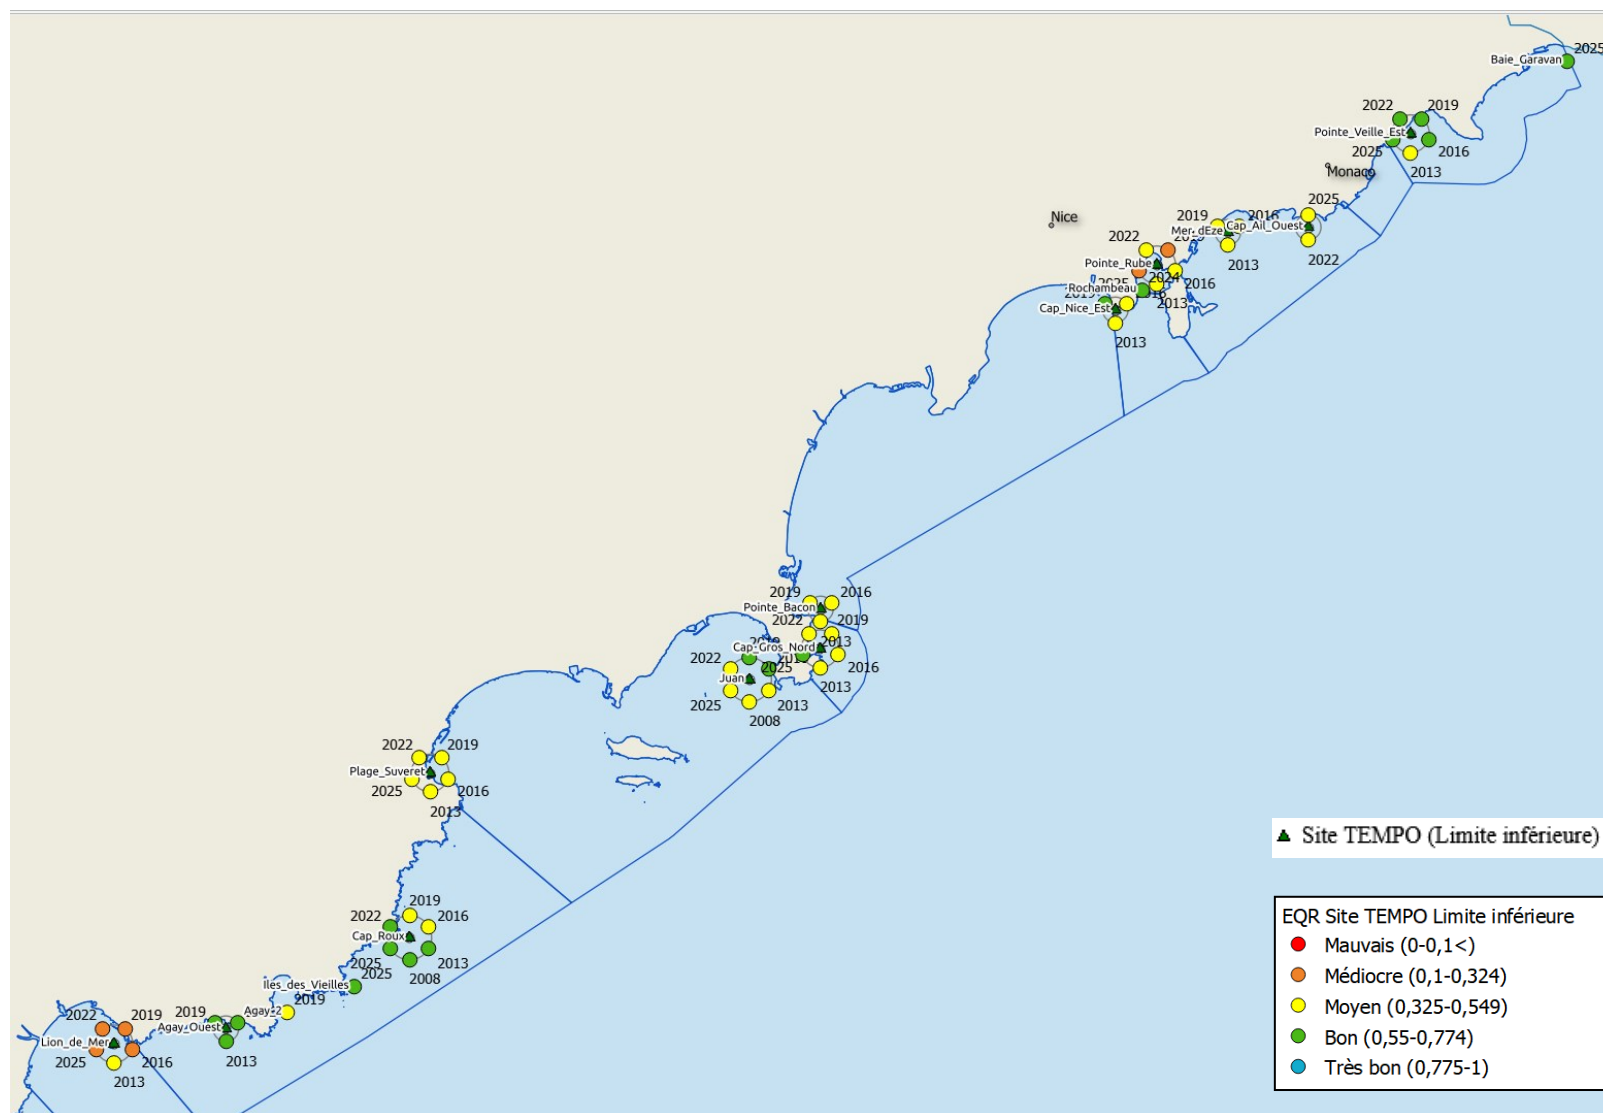 2025
Baie_Garavan
2022
2019
Pointe_Veille_Est
2025
2016
2013
Monaco
2025
Nice
2019
2016
Mer_dEze
Cap_Ail_Ouest
2022
2013
2022
Pointe_Rube
2024
2016
2013
Rochambeau
Cap_Nice_Est
2013
2019
2016
Pointe_Bacon
2022
2019
Cap_Gros_Nord
2013
2022
2025
2016
Juan
2013
2025
2013
2008
2022
2019
Plage_Suveret
2025
2016
2013
Site TEMPO (Limite inférieure)
2019
2022
2016
Cap_Roux
2025
2013
2025
2008
Îles_des_Vieilles
2019
2019
Agay_2
Agay_Ouest
2013
2022
2019
Lion_de_Mer
2025
2016
2013
EQR Site TEMPO Limite inférieure
Mauvais (0-0,1<)
Médiocre (0,1-0,324)
Moyen (0,325-0,549)
Bon (0,55-0,774)
Très bon (0,775-1)